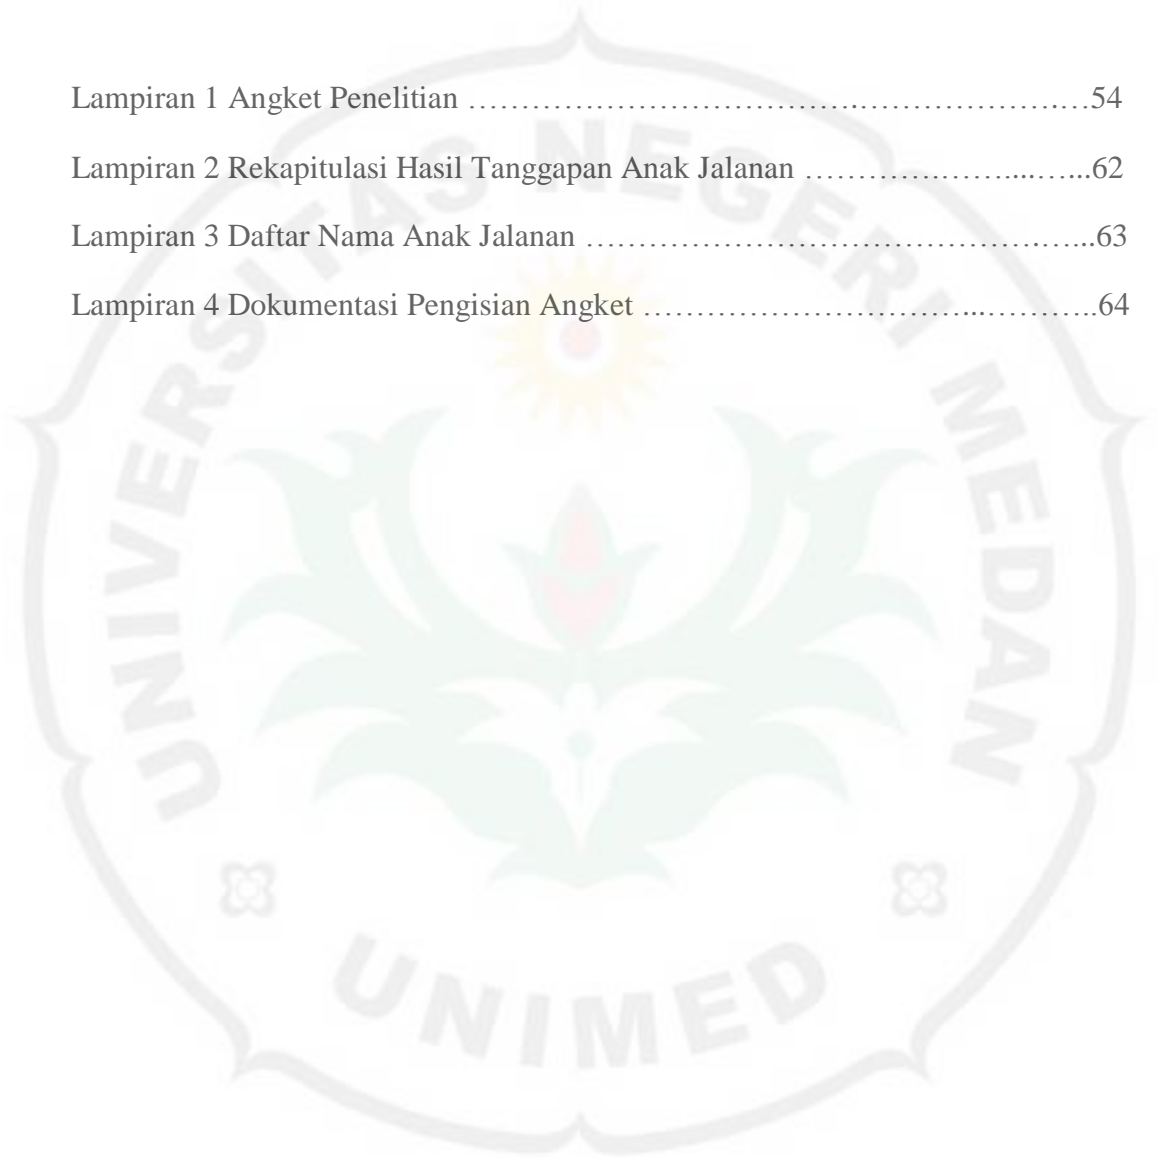 Lampiran 1 Angket Penelitian ……………………………….………………….…54
Lampiran 2 Rekapitulasi Hasil Tanggapan Anak Jalanan ………….……...…...62
Lampiran 3 Daftar Nama Anak Jalanan …………………………………….…...63
Lampiran 4 Dokumentasi Pengisian Angket …………………………...………..64
UNIVERSITAS NEGERI MEDAN
UNIMED